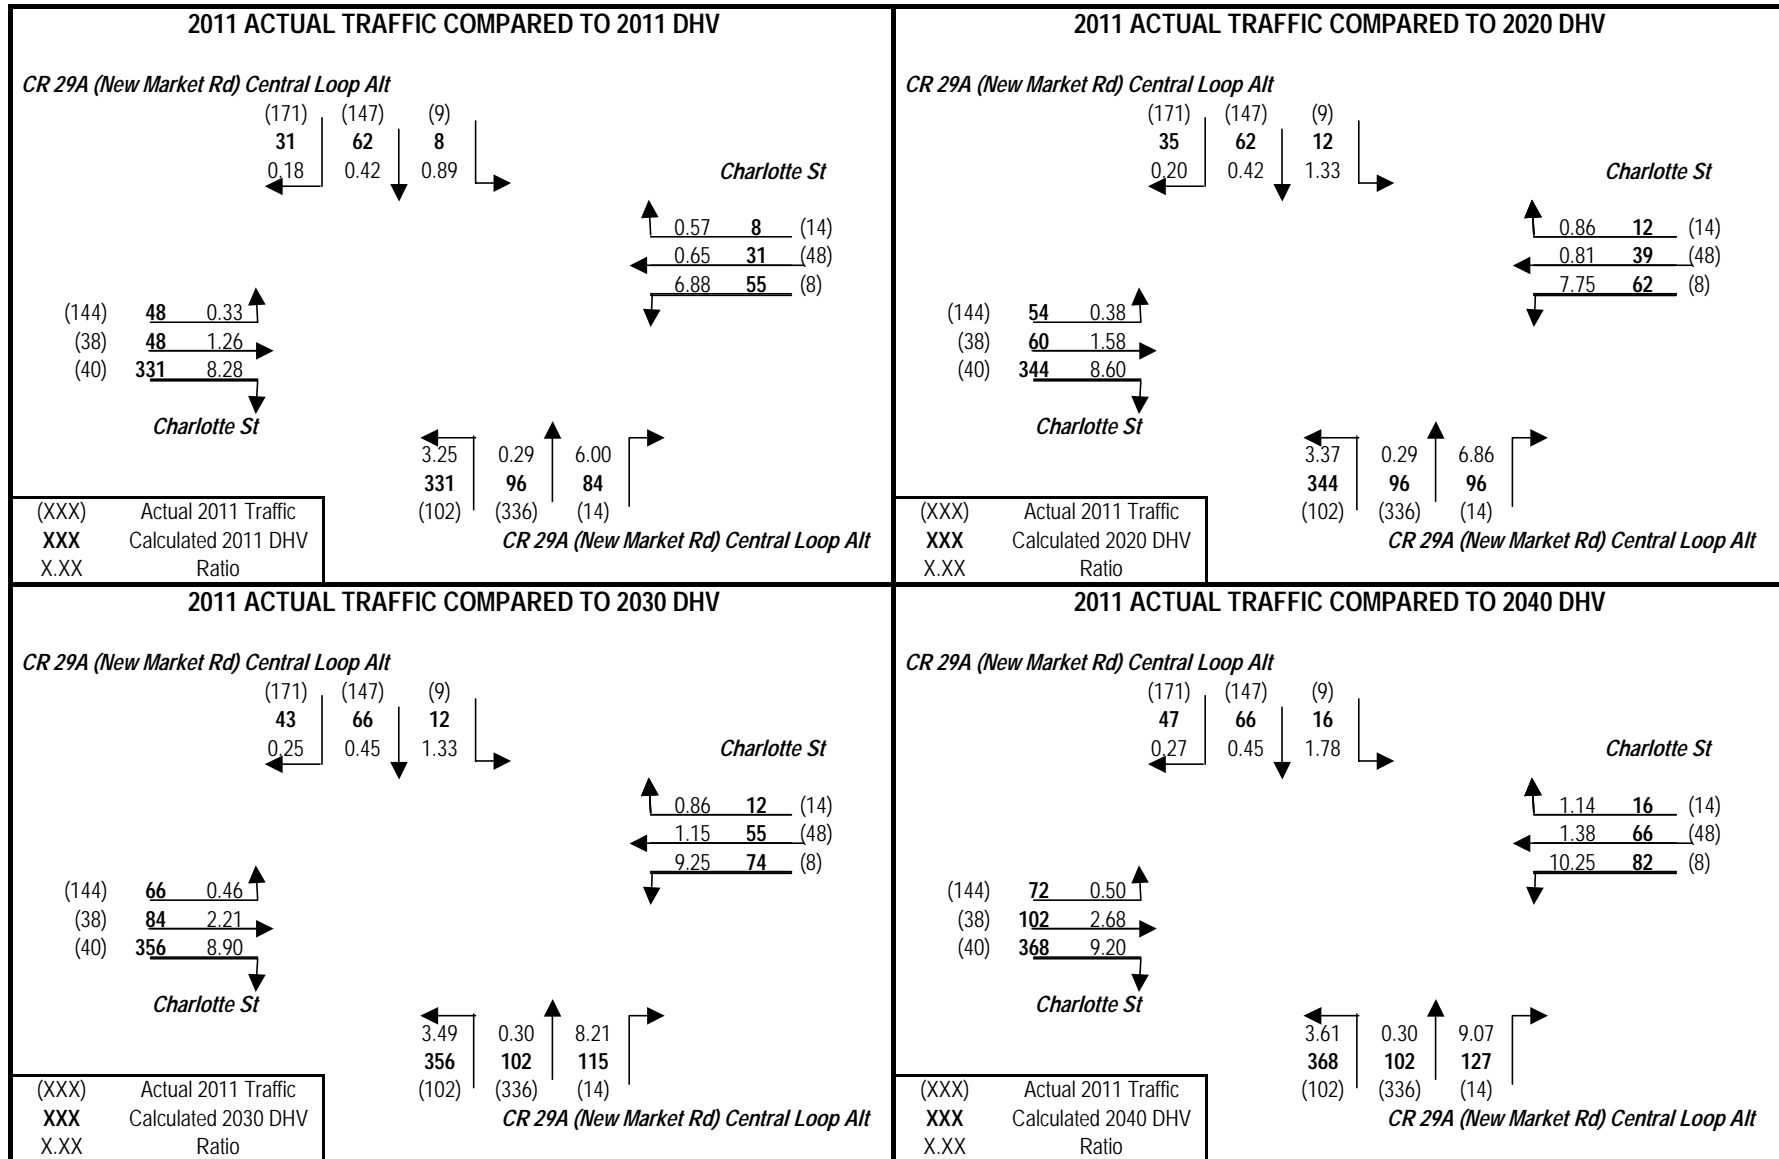 2011 ACTUAL TRAFFIC COMPARED TO 2011 DHV
CR 29A (New Market Rd) Central Loop Alt
(171) (147) (9)
31 62 8
0.18 0.42 0.89
Charlotte St
0.57 8 (14)
0.65 31 (48)
6.88 55 (8)
(144) 48 0.33
(38) 48 1.26
(40) 331 8.28
Charlotte St
3.25 0.29 6.00
331 96 84
(102) (336) (14)
CR 29A (New Market Rd) Central Loop Alt
(XXX) Actual 2011 Traffic
XXX Calculated 2011 DHV
X.XX Ratio
2011 ACTUAL TRAFFIC COMPARED TO 2020 DHV
CR 29A (New Market Rd) Central Loop Alt
(171) (147) (9)
35 62 12
0.20 0.42 1.33
Charlotte St
0.86 12 (14)
0.81 39 (48)
7.75 62 (8)
(144) 54 0.38
(38) 60 1.58
(40) 344 8.60
Charlotte St
3.37 0.29 6.86
344 96 96
(102) (336) (14)
CR 29A (New Market Rd) Central Loop Alt
(XXX) Actual 2011 Traffic
XXX Calculated 2020 DHV
X.XX Ratio
2011 ACTUAL TRAFFIC COMPARED TO 2030 DHV
CR 29A (New Market Rd) Central Loop Alt
(171) (147) (9)
43 66 12
0.25 0.45 1.33
Charlotte St
0.86 12 (14)
1.15 55 (48)
9.25 74 (8)
(144) 66 0.46
(38) 84 2.21
(40) 356 8.90
Charlotte St
3.49 0.30 8.21
356 102 115
(102) (336) (14)
CR 29A (New Market Rd) Central Loop Alt
(XXX) Actual 2011 Traffic
XXX Calculated 2030 DHV
X.XX Ratio
2011 ACTUAL TRAFFIC COMPARED TO 2040 DHV
CR 29A (New Market Rd) Central Loop Alt
(171) (147) (9)
47 66 16
0.27 0.45 1.78
Charlotte St
1.14 16 (14)
1.38 66 (48)
10.25 82 (8)
(144) 72 0.50
(38) 102 2.68
(40) 368 9.20
Charlotte St
3.61 0.30 9.07
368 102 127
(102) (336) (14)
CR 29A (New Market Rd) Central Loop Alt
(XXX) Actual 2011 Traffic
XXX Calculated 2040 DHV
X.XX Ratio